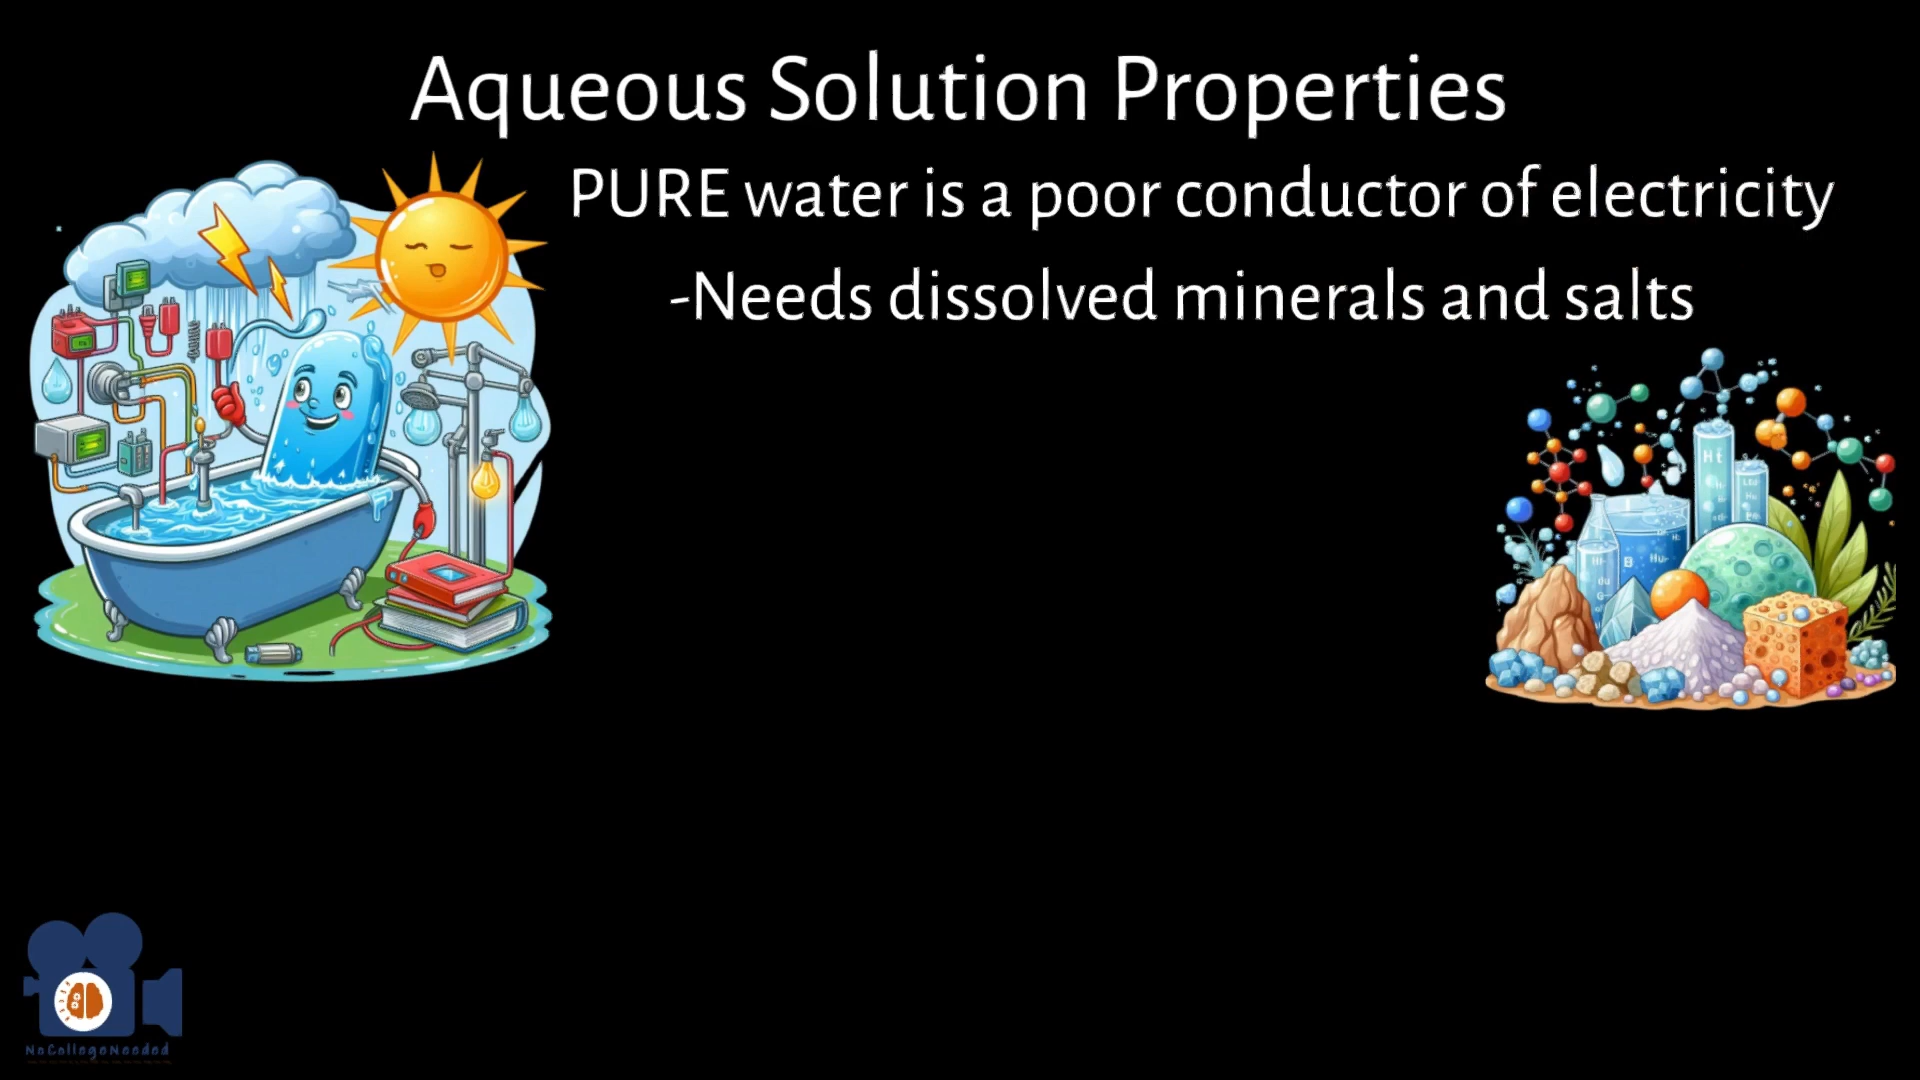 Aqueous Solution Properties
PURE water is a poor conductor of electricity
-Needs dissolved minerals and salts
NoCollegeNeeded